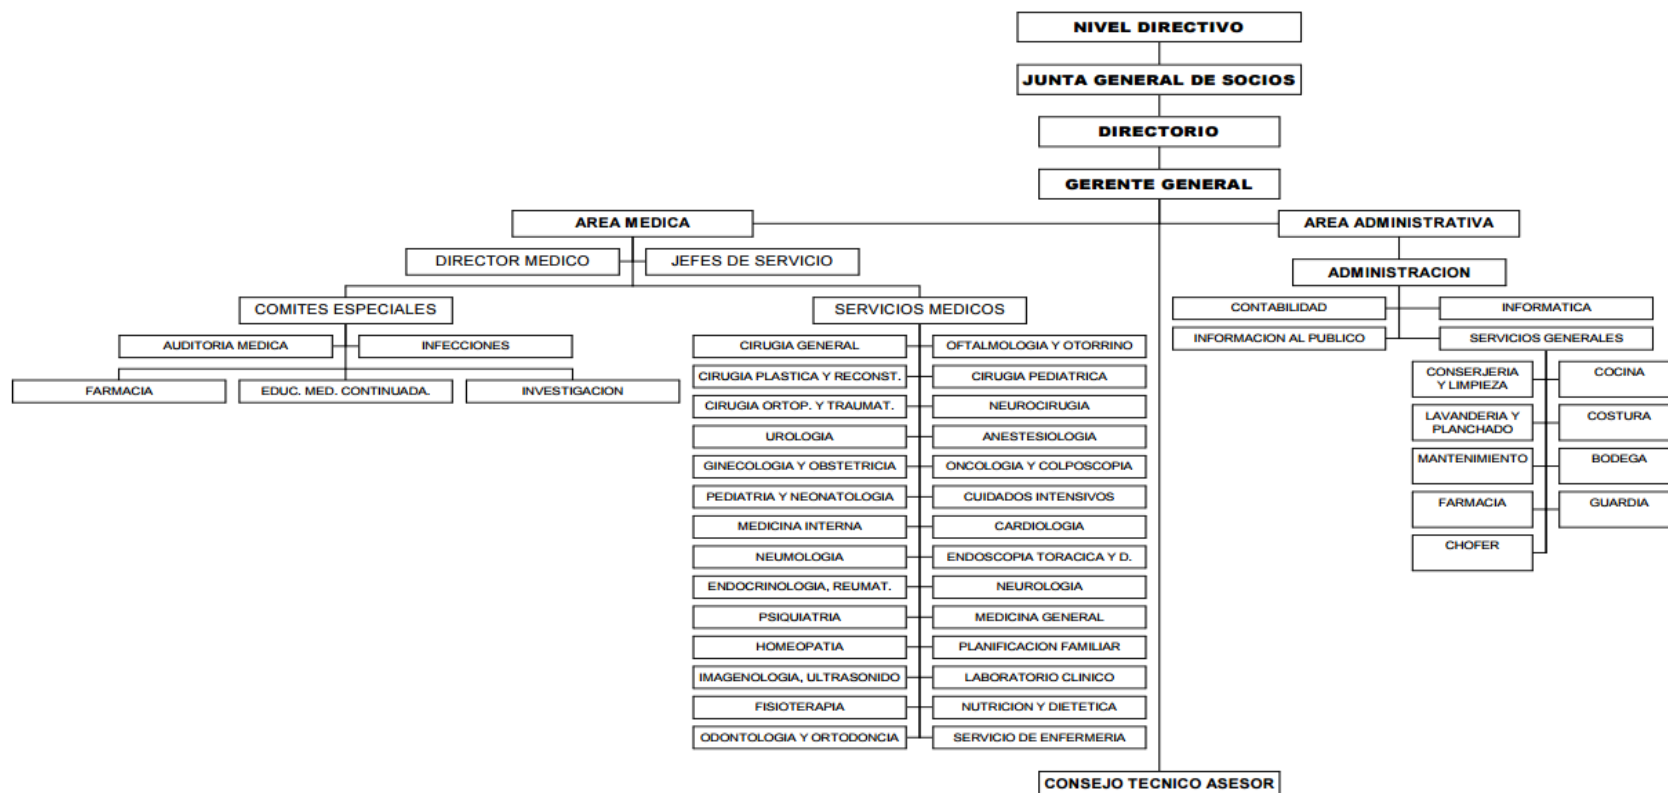 NIVEL DIRECTIVO
JUNTA GENERAL DE SOCIOS
DIRECTORIO
GERENTE GENERAL
AREA MEDICA
AREA ADMINISTRATIVA
DIRECTOR MEDICO
JEFES DE SERVICIO
ADMINISTRACION
COMITES ESPECIALES
SERVICIOS MEDICOS
CONTABILIDAD
INFORMATICA
INFORMACION AL PUBLICO
SERVICIOS GENERALES
AUDITORIA MEDICA
INFECCIONES
FARMACIA
EDUC. MED. CONTINUADA.
INVESTIGACION
CIRUGIA GENERAL
OFTALMOLOGIA Y OTORRINO
CIRUGIA PLASTICA Y RECONST.
CIRUGIA PEDIATRICA
CIRUGIA ORTOP. Y TRAUMAT.
NEUROCIRUGIA
UROLOGIA
ANESTESIOLOGIA
GINECOLOGIA Y OBSTETRICIA
ONCOLOGIA Y COLPOSCOPIA
PEDIATRIA Y NEONATOLOGIA
CUIDADOS INTENSIVOS
MEDICINA INTERNA
CARDIOLOGIA
NEUMOLOGIA
ENDOSCOPIA TORACICA Y D.
ENDOCRINOLOGIA, REUMAT.
NEUROLOGIA
PSIQUIATRIA
MEDICINA GENERAL
HOMEOPATIA
PLANIFICACION FAMILIAR
IMAGENOLOGIA, ULTRASONIDO
LABORATORIO CLINICO
FISIOTERAPIA
NUTRICION Y DIETETICA
ODONTOLOGIA Y ORTODONCIA
SERVICIO DE ENFERMERIA
CONSERJERIA
Y LIMPIEZA
COCINA
LAVANDERIA Y
PLANCHADO
COSTURA
MANTENIMIENTO
BODEGA
FARMACIA
GUARDIA
CHOFER
CONSEJO TECNICO ASESOR